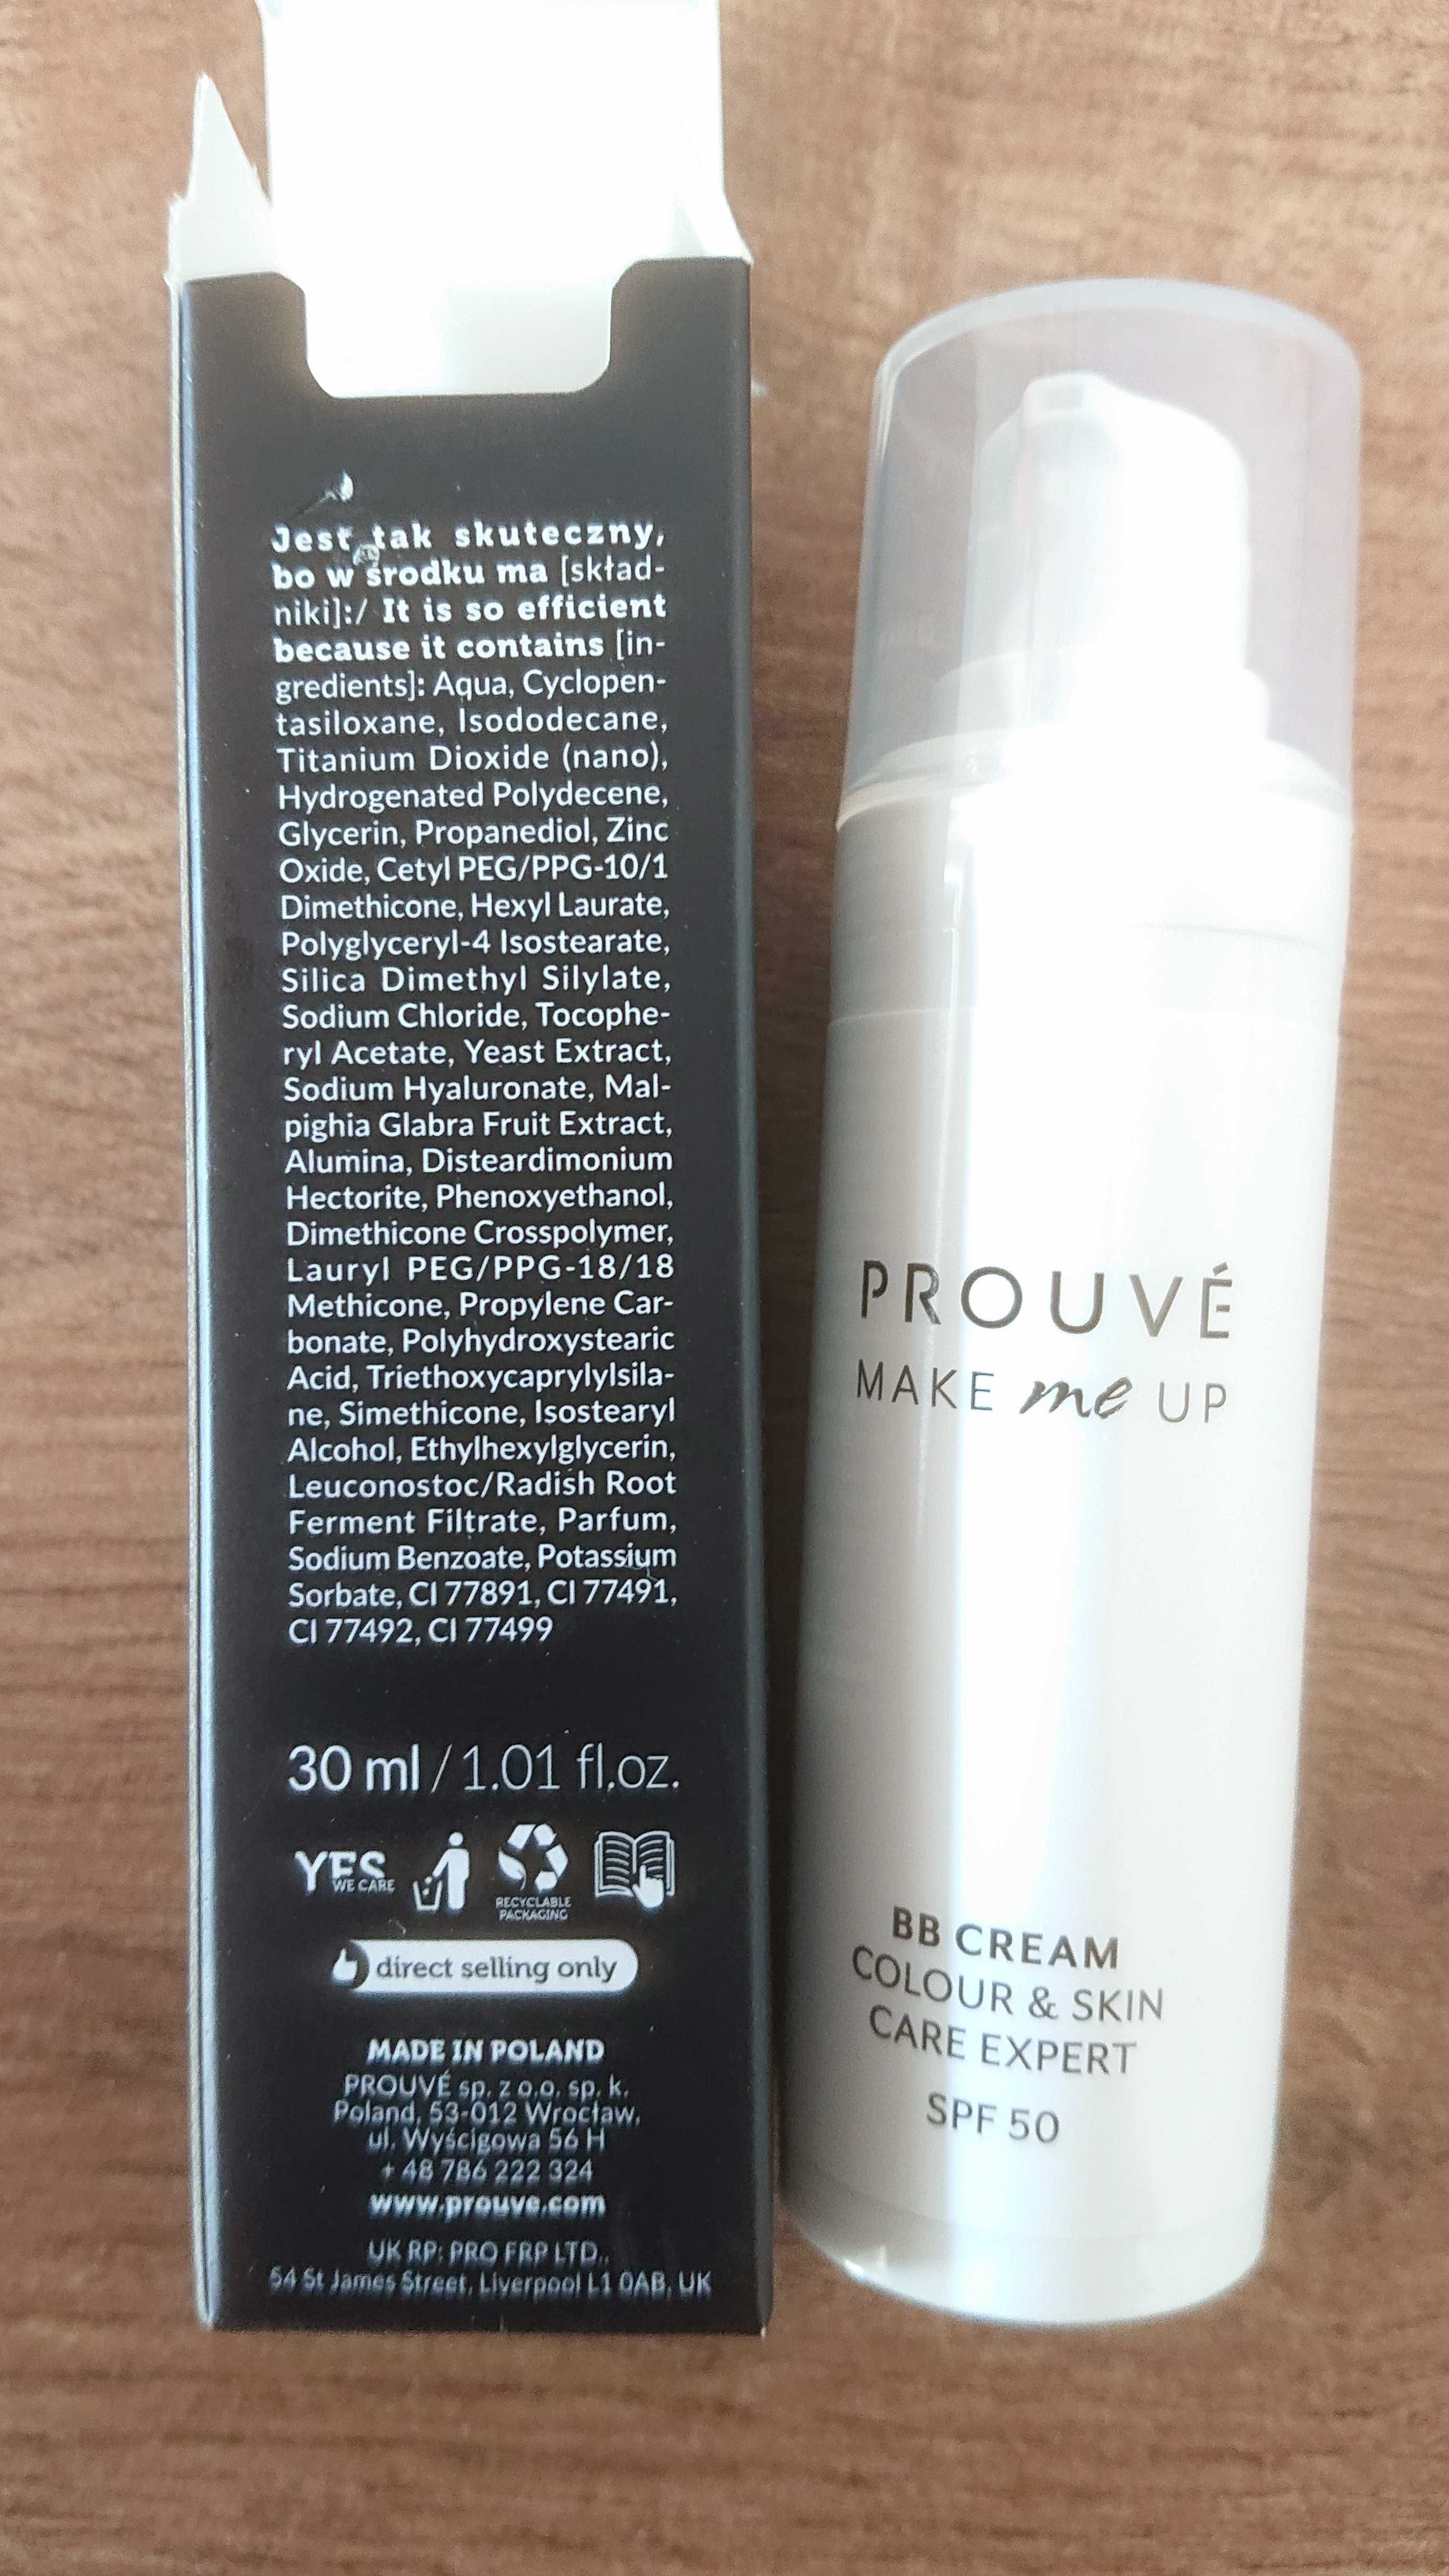 Jest tak skuteczny,
bo w środku ma [skład-
niki]:/ It is so efficient
because it contains [in-
gredients]: Aqua, Cyclopen-
tasiloxane, Isododecane,
Titanium Dioxide (nano),
Hydrogenated Polydecene,
Glycerin, Propanediol, Zinc
Oxide, Cetyl PEG/PPG-10/1
Dimethicone, Hexyl Laurate,
Polyglyceryl-4 Isostearate,
Silica Dimethyl Silylate,
Sodium Chloride, Tocophe-
ryl Acetate, Yeast Extract,
Sodium Hyaluronate, Mal-
pighia Glabra Fruit Extract,
Alumina, Disteardimonium
Hectorite, Phenoxyethanol,
Dimethicone Crosspolymer,
Lauryl PEG/PPG-18/18
Methicone, Propylene Car-
bonate, Polyhydroxystearic
Acid, Triethoxycaprylylsila-
ne, Simethicone, Isostearyl
Alcohol, Ethylhexylglycerin,
Leuconostoc/Radish Root
Ferment Filtrate, Parfum,
Sodium Benzoate, Potassium
Sorbate, CI 77891, CI 77491,
CI 77492, CI 77499
30 ml / 1.01 fl.oz.
YES
WE CARE
RECYCLABLE
PACKAGING
direct selling only
MADE IN POLAND
PROUVÉ sp. z o.o. sp. k.
Poland, 53-012 Wrocław,
ul. Wyścigowa 56 H
+ 48 786 222 324
www.prouve.com
UK RP: PRO FRP LTD.,
54 St James Street, Liverpool L1 0AB, UK
PROUVÉ
MAKE me UP
BB CREAM
COLOUR & SKIN
CARE EXPERT
SPF 50